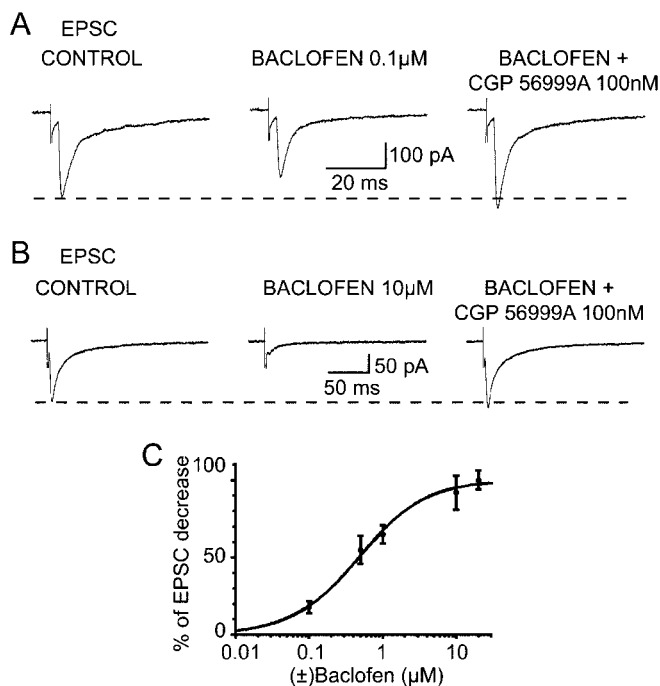 A
EPSC
CONTROL
BACLOFEN 0.1µM
BACLOFEN +
CGP 56999A 100nM
100 pA
20 ms
B
EPSC
CONTROL
BACLOFEN 10µM
BACLOFEN +
CGP 56999A 100nM
50 pA
50 ms
C
% of EPSC decrease
100
50
0
0.01
0.1
1
10
(±)Baclofen (µM)